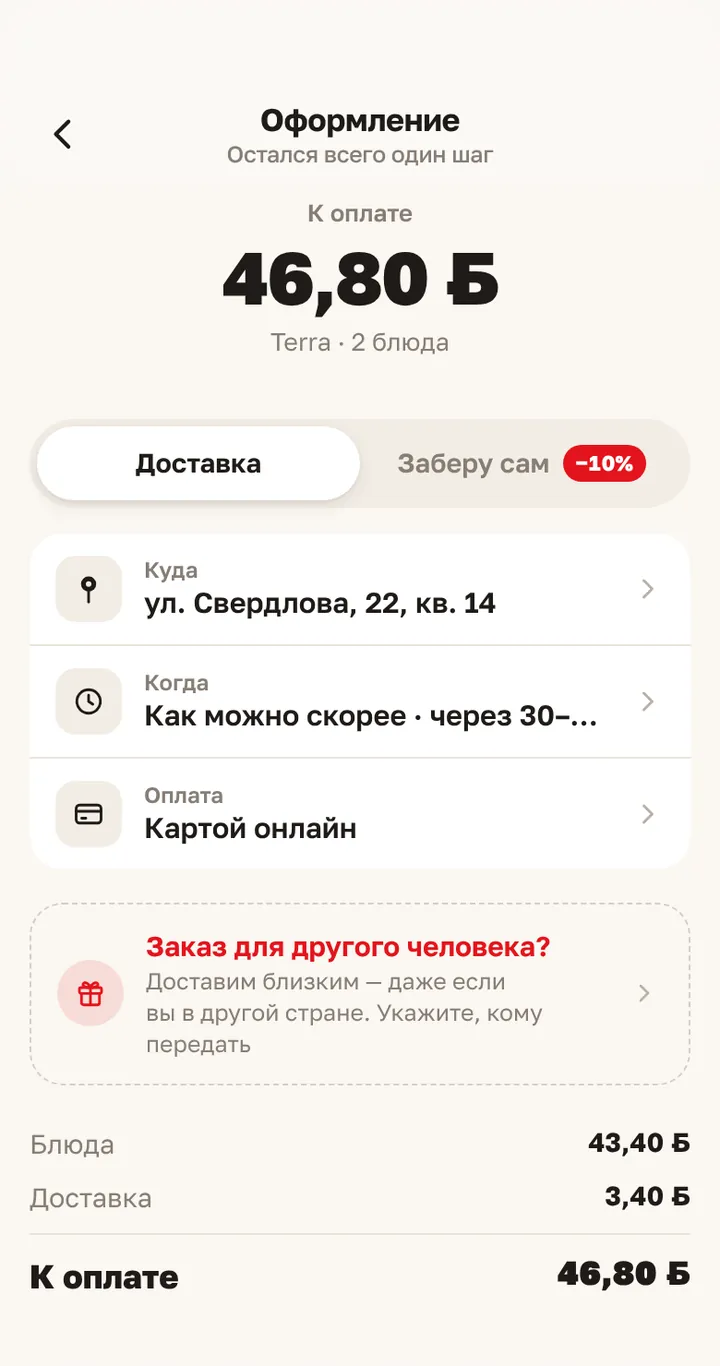 Оформление
Остался всего один шаг
К оплате
46,80 Б
Terra · 2 блюда
Доставка
Заберу сам −10%
Куда
ул. Свердлова, 22, кв. 14
Когда
Как можно скорее · через 30–…
Оплата
Картой онлайн
Заказ для другого человека?
Доставим близким — даже если
вы в другой стране. Укажите, кому
передать
Блюда 43,40 Б
Доставка 3,40 Б
К оплате 46,80 Б